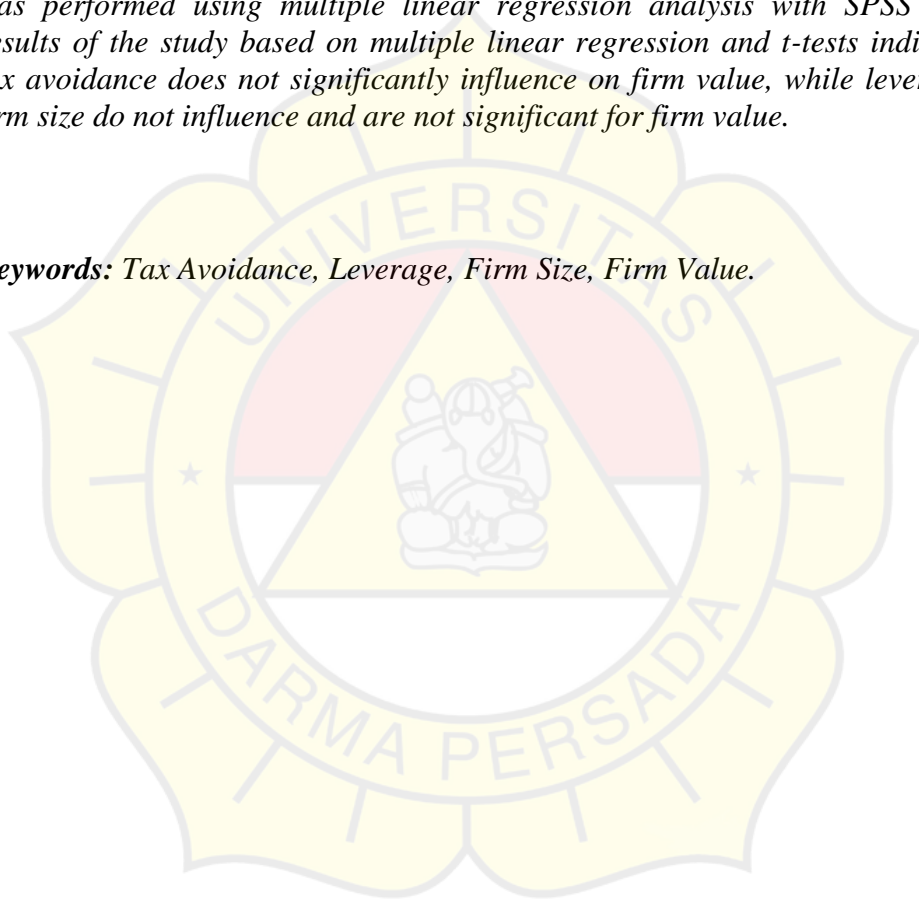 as performed using multiple linear regression analysis with SPSS
esults of the study based on multiple linear regression and t-tests indi
x avoidance does not significantly influence on firm value, while lever
rm size do not influence and are not significant for firm value.
eywords: Tax Avoidance, Leverage, Firm Size, Firm Value.
UNIVERSITAS
DARMA PERSADA